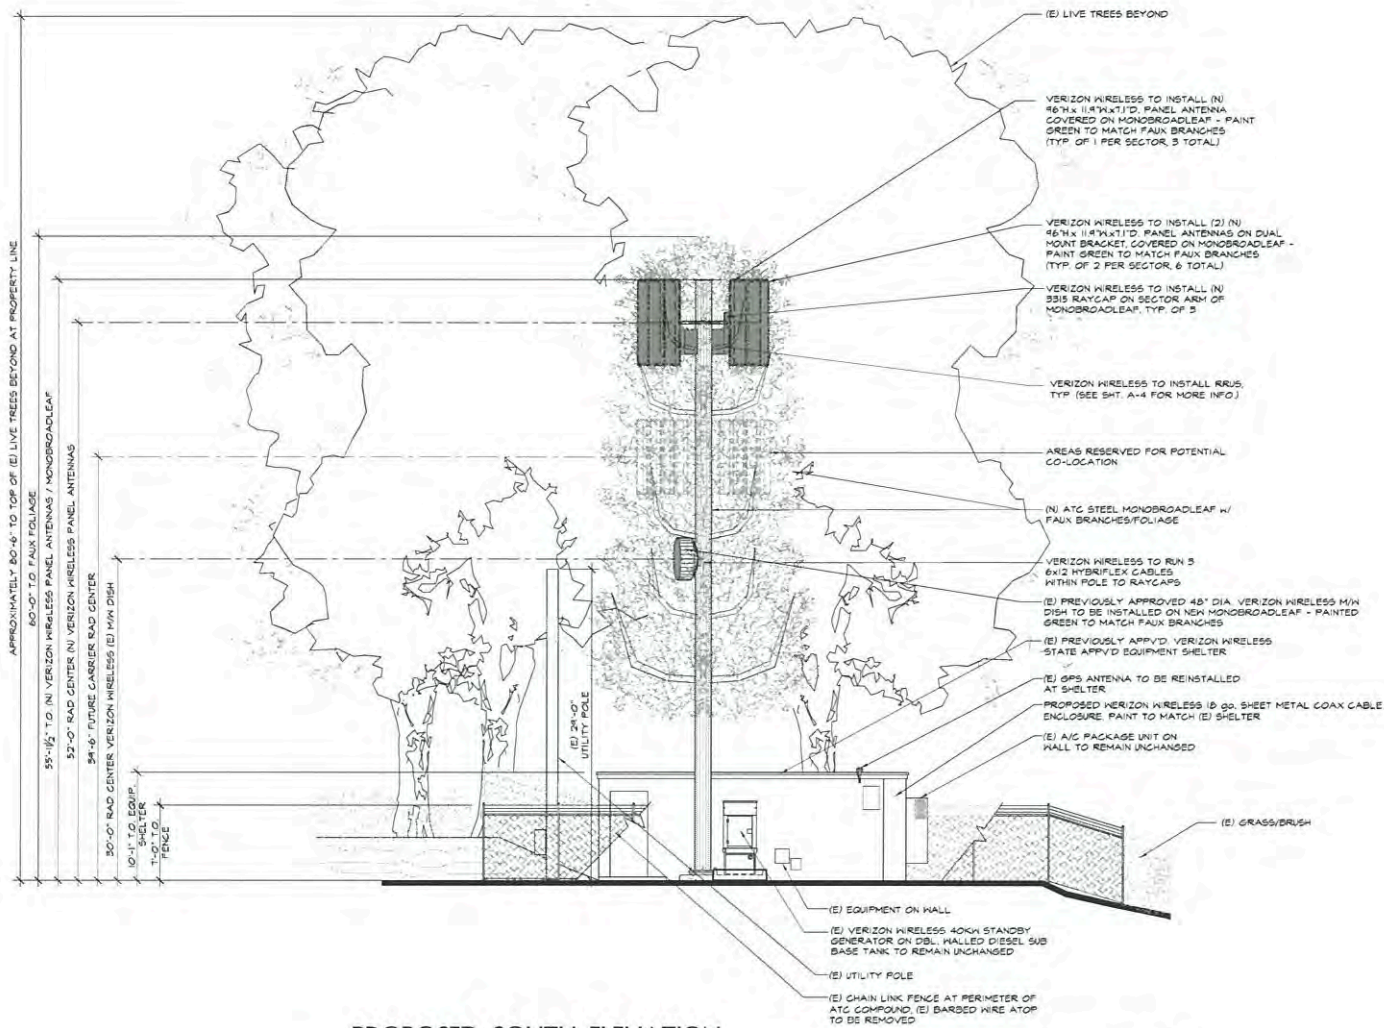 (E) LIVE TREES BEYOND
VERIZON WIRELESS TO INSTALL (N)
96"H.x 11.9"W.x7.1"D. PANEL ANTENNA
COVERED ON MONOBROADLEAF - PAINT
GREEN TO MATCH FAUX BRANCHES
(TYP. OF 1 PER SECTOR, 3 TOTAL)
VERIZON WIRELESS TO INSTALL (2) (N)
96"H.x 11.9"W.x7.1"D. PANEL ANTENNAS ON DUAL
MOUNT BRACKET, COVERED ON MONOBROADLEAF -
PAINT GREEN TO MATCH FAUX BRANCHES
(TYP. OF 2 PER SECTOR, 6 TOTAL)
VERIZON WIRELESS TO INSTALL (N)
3315 RAYCAP ON SECTOR ARM OF
MONOBROADLEAF, TYP. OF 3
VERIZON WIRELESS TO INSTALL RRUS,
TYP (SEE SHT. A-4 FOR MORE INFO.)
AREAS RESERVED FOR POTENTIAL
CO-LOCATION
(N) ATC STEEL MONOBROADLEAF W/
FAUX BRANCHES/FOLIAGE
VERIZON WIRELESS TO RUN 3
6x12 HYBRIFLEX CABLES
WITHIN POLE TO RAYCAPS
(E) PREVIOUSLY APPROVED 48" DIA. VERIZON WIRELESS M/W
DISH TO BE INSTALLED ON NEW MONOBROADLEAF - PAINTED
GREEN TO MATCH FAUX BRANCHES
(E) PREVIOUSLY APPV'D. VERIZON WIRELESS
STATE APPV'D EQUIPMENT SHELTER
(E) GPS ANTENNA TO BE REINSTALLED
AT SHELTER
PROPOSED VERIZON WIRELESS 18 ga. SHEET METAL COAX CABLE
ENCLOSURE, PAINT TO MATCH (E) SHELTER
(E) A/C PACKAGE UNIT ON
WALL TO REMAIN UNCHANGED
(E) GRASS/BRUSH
APPROXIMATELY 80'-6" TO TOP OF (E) LIVE TREES BEYOND AT PROPERTY LINE
60'-0" TO FAUX FOLIAGE
55'-11½" TO (N) VERIZON WIRELESS PANEL ANTENNAS / MONOBROADLEAF
52'-0" RAD CENTER (N) VERIZON WIRELESS PANEL ANTENNAS
39'-6" FUTURE CARRIER RAD CENTER
30'-0" RAD CENTER VERIZON WIRELESS (E) M/W DISH
10'-1" TO EQUIP.
SHELTER
7'-0" TO
FENCE
(E) 29'-0"
UTILITY POLE
(E) EQUIPMENT ON WALL
(E) VERIZON WIRELESS 40KW STANDBY
GENERATOR ON DBL. WALLED DIESEL SUB
BASE TANK TO REMAIN UNCHANGED
(E) UTILITY POLE
(E) CHAIN LINK FENCE AT PERIMETER OF
ATC COMPOUND, (E) BARBED WIRE ATOP
TO BE REMOVED
PROPOSED SOUTH ELEVATION